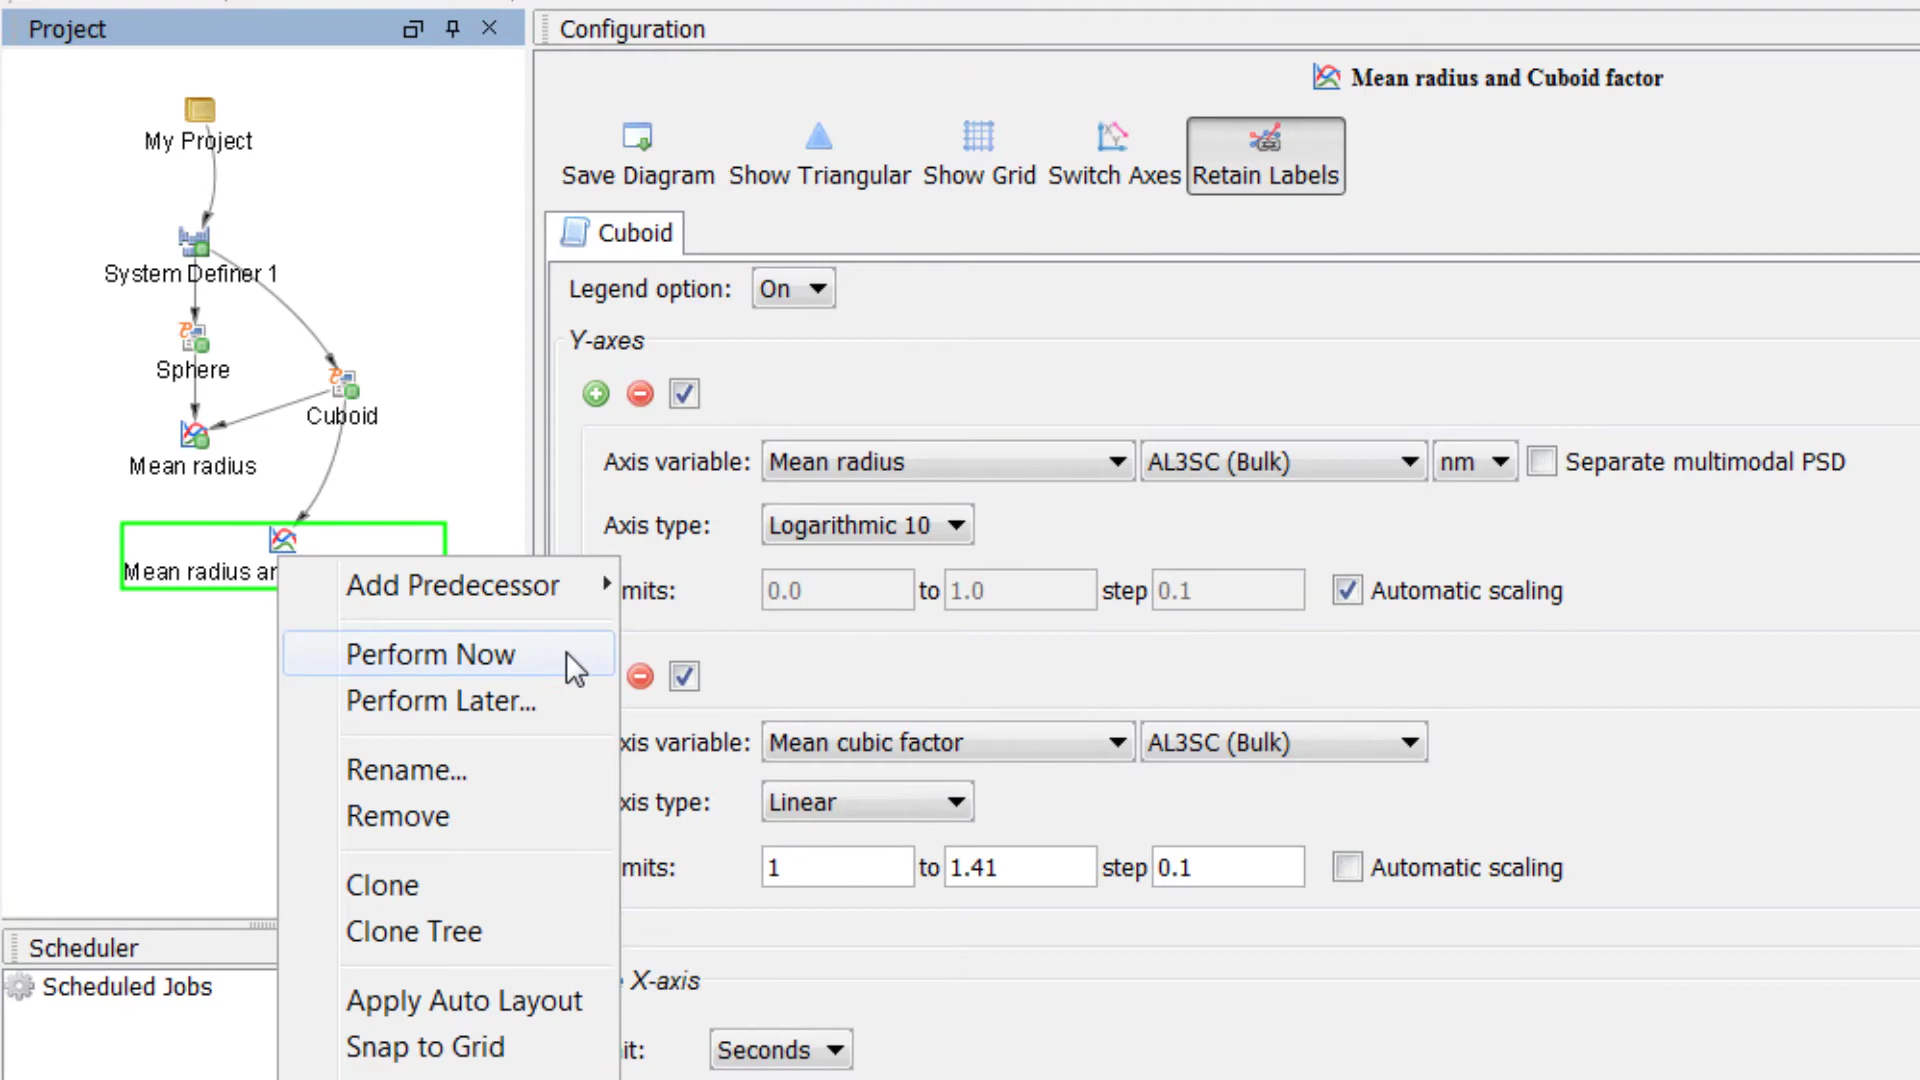 Project
Configuration
Mean radius and Cuboid factor
My Project
Save Diagram Show Triangular Show Grid Switch Axes Retain Labels
Cuboid
System Definer 1
Legend option: On
Y-axes
Sphere
Cuboid
Mean radius
Axis variable: Mean radius AL3SC (Bulk) nm Separate multimodal PSD
Axis type: Logarithmic 10
Mean radius ar
Add Predecessor
mits: 0.0 to 1.0 step 0.1 Automatic scaling
Perform Now
Perform Later...
xis variable: Mean cubic factor AL3SC (Bulk)
Rename...
xis type: Linear
Remove
mits: 1 to 1.41 step 0.1 Automatic scaling
Clone
Clone Tree
Scheduler
X-axis
Scheduled Jobs
Apply Auto Layout
Snap to Grid
it: Seconds